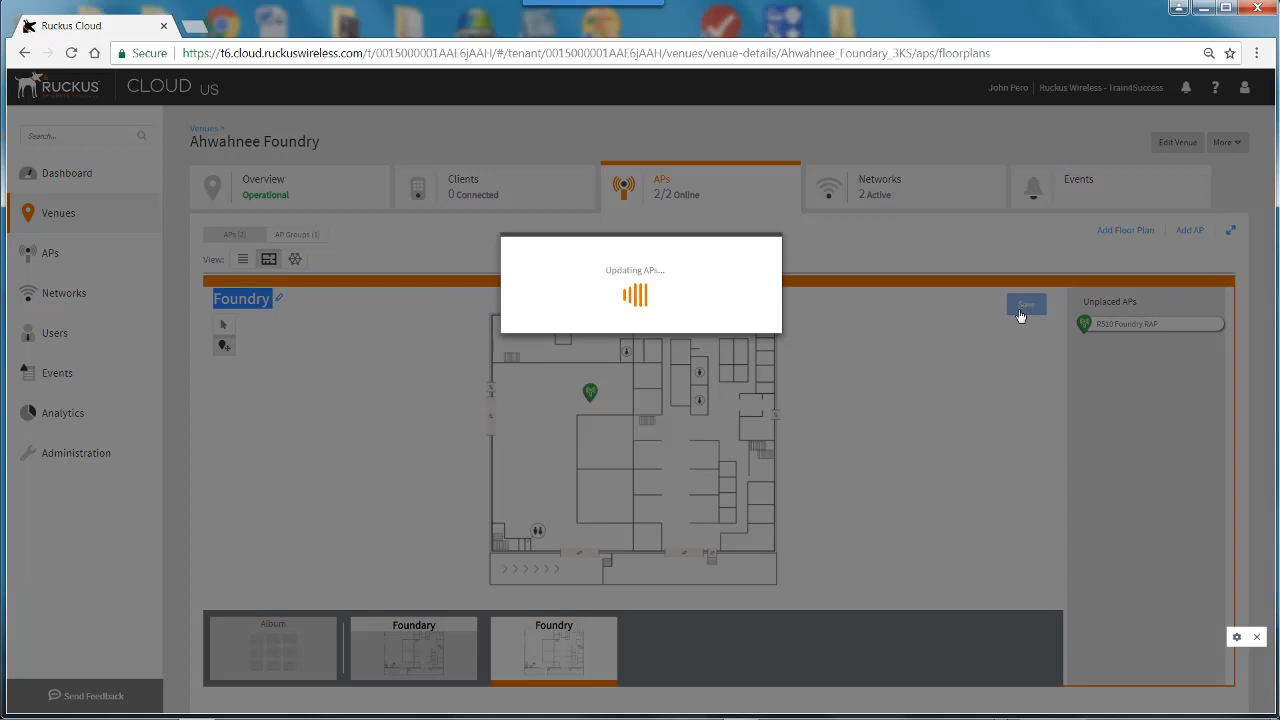 Ruckus Cloud
Secure
https://t6.cloud.ruckuswireless.com/t/0015000001AAE6jAAH/#/tenant/0015000001AAE6jAAH/venues/venue-details/Ahwahnee_Foundary_3KS/aps/floorplans
RUCKUS
CLOUD US
John Pero
Ruckus Wireless - Train4Success
Search...
Dashboard
Venues
APs
Networks
Users
Events
Analytics
Administration
Send Feedback
Venues >
Ahwahnee Foundry
Edit Venue
More
Overview
Operational
Clients
0 Connected
APs
2/2 Online
Networks
2 Active
Events
APs (2)
AP Groups (1)
Add Floor Plan
Add AP
View:
Updating APs...
Foundry
Save
Unplaced APs
R510 Foundry RAP
Album
Foundary
Foundry